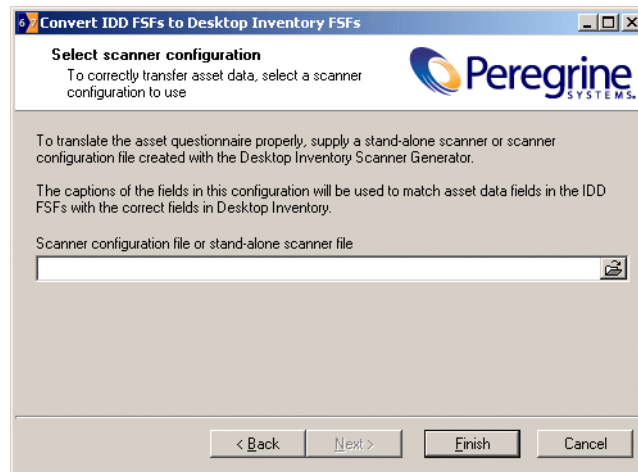 6 7 Convert IDD FSFs to Desktop Inventory FSFs
Select scanner configuration
To correctly transfer asset data, select a scanner
configuration to use
Peregrine
SYSTEMS.
To translate the asset questionnaire properly, supply a stand-alone scanner or scanner
configuration file created with the Desktop Inventory Scanner Generator.
The captions of the fields in this configuration will be used to match asset data fields in the IDD
FSFs with the correct fields in Desktop Inventory.
Scanner configuration file or stand-alone scanner file
< Back
Next >
Finish
Cancel